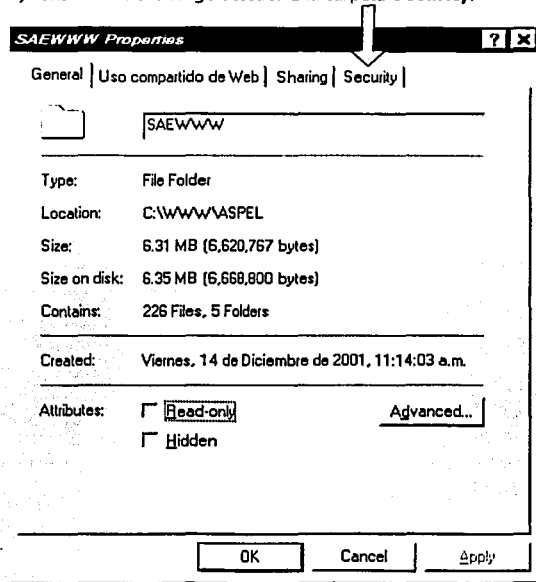 SAEWWW Properties
General Uso compartido de Web Sharing Security
SAEWWW
Type: File Folder
Location: C:\WWW\ASPEL
Size: 6.31 MB (6,620,767 bytes)
Size on disk: 6.35 MB (6,668,800 bytes)
Contains: 226 Files, 5 Folders
Created: Viernes, 14 de Diciembre de 2001, 11:14:03 a.m.
Attributes: Read-only Advanced...
Hidden
OK Cancel Apply